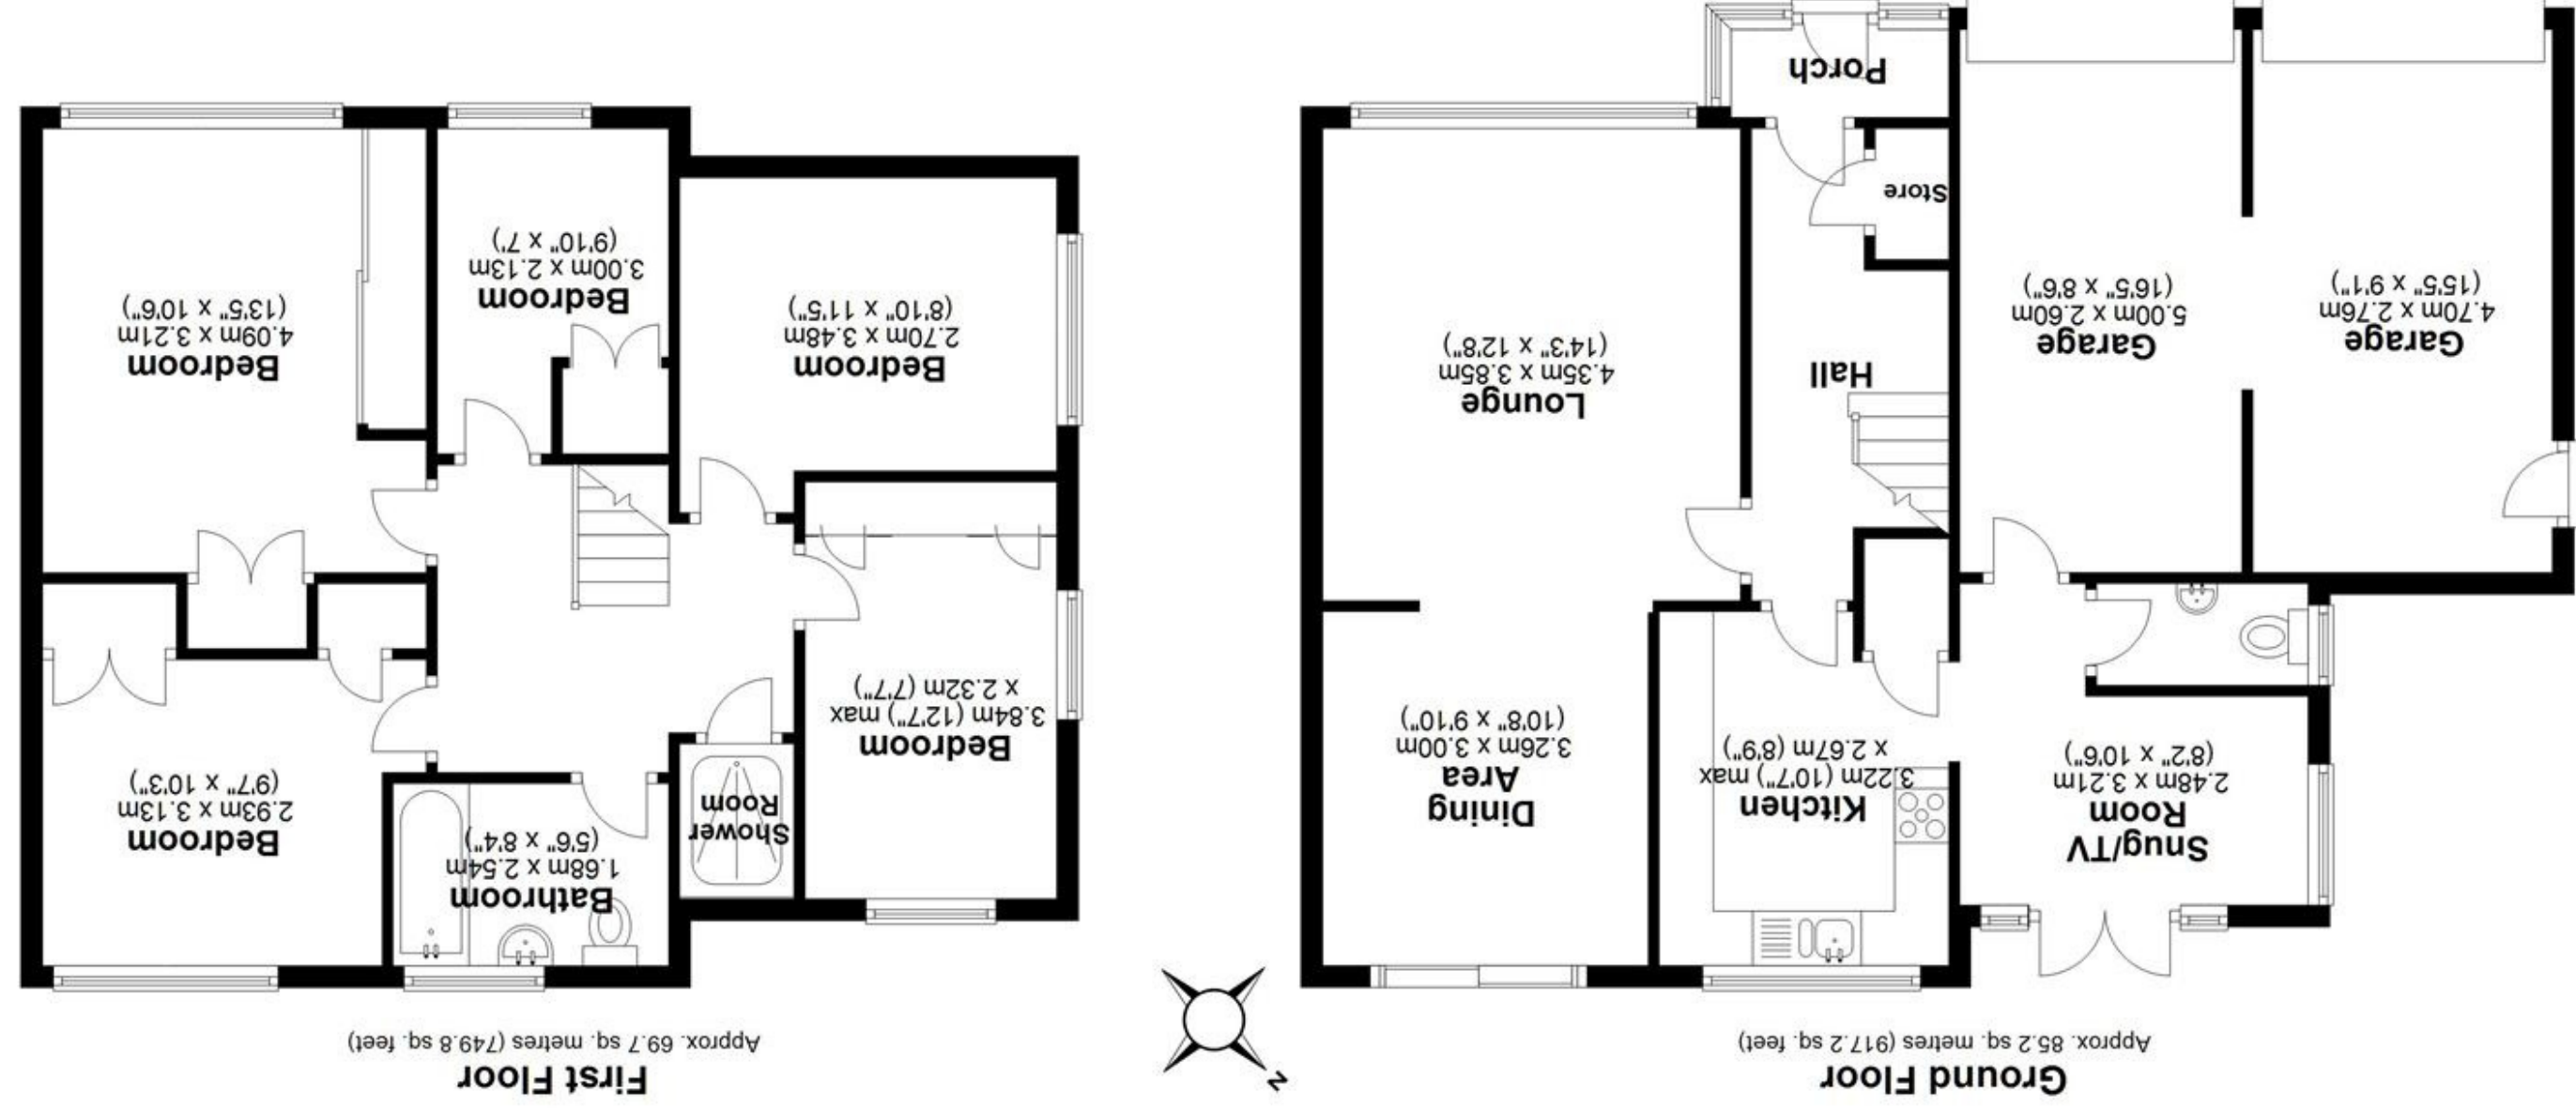 Ground Floor
Approx. 85.2 sq. metres (917.2 sq. feet)
Snug/TV
Room
2.48m x 3.21m
(8'2" x 10'6")
Kitchen
3.22m (10'7") max
x 2.67m (8'9")
Dining
Area
3.26m x 3.00m
(10'8" x 9'10")
Garage
4.70m x 2.76m
(15'5" x 9'1")
Garage
5.00m x 2.60m
(16'5" x 8'6")
Hall
Lounge
4.35m x 3.85m
(14'3" x 12'8")
Store
Porch
First Floor
Approx. 69.7 sq. metres (749.8 sq. feet)
Bathroom
1.68m x 2.54m
(5'6" x 8'4")
Shower
Room
Bedroom
2.93m x 3.13m
(9'7" x 10'3")
Bedroom
3.84m (12'7") max
x 2.32m (7'7")
Bedroom
2.70m x 3.48m
(8'10" x 11'5")
Bedroom
4.09m x 3.21m
(13'5" x 10'6")
Bedroom
3.00m x 2.13m
(9'10" x 7')
N